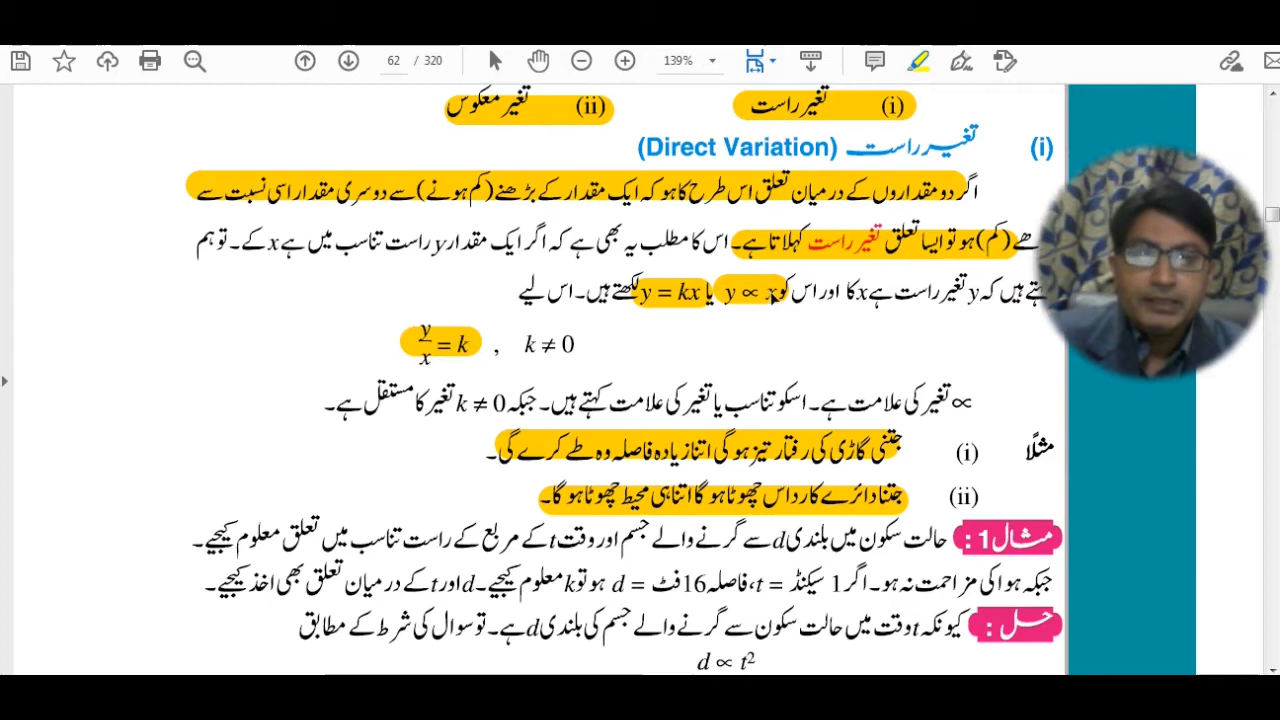 62 / 320 139%
(i) تغیر راست (ii) تغیر معکوس
(i) تغیر راست (Direct Variation)
اگر دو مقداروں کے درمیان تعلق اس طرح کا ہو کہ ایک مقدار کے بڑھنے (کم ہونے) سے دوسری مقدار اسی نسبت سے
ھے (کم) ہو تو ایسا تعلق تغیر راست کہلاتا ہے۔ اس کا مطلب یہ بھی ہے کہ اگر ایک مقدار y راست تناسب میں ہے x کے۔ تو ہم
کہ y تغیر راست ہے x کا اور اس کو y ∝ x یا y = kx لکھتے ہیں۔ اس لیے
y/x = k , k ≠ 0
∝ تغیر کی علامت ہے۔ اسکو تناسب یا تغیر کی علامت کہتے ہیں۔ جبکہ k ≠ 0 تغیر کا مستقل ہے۔
مثلاً (i) جتنی گاڑی کی رفتار تیز ہوگی اتنا زیادہ فاصلہ وہ طے کرے گی۔
(ii) جتنا دائرے کا رداس چھوٹا ہوگا اتنا ہی محیط چھوٹا ہو گا۔
مثال 1 : حالت سکون میں بلندی d سے گرنے والے جسم اور وقت t کے مربع کے راست تناسب میں تعلق معلوم کیجیے۔
جبکہ ہوا کی مزاحمت نہ ہو۔ اگر 1 سیکنڈ = t، فاصلہ 16 فٹ = d ہو تو k معلوم کیجیے۔ d اور t کے درمیان تعلق بھی اخذ کیجیے۔
حل : کیونکہ t وقت میں حالت سکون سے گرنے والے جسم کی بلندی d ہے۔ تو سوال کی شرط کے مطابق
d ∝ t²